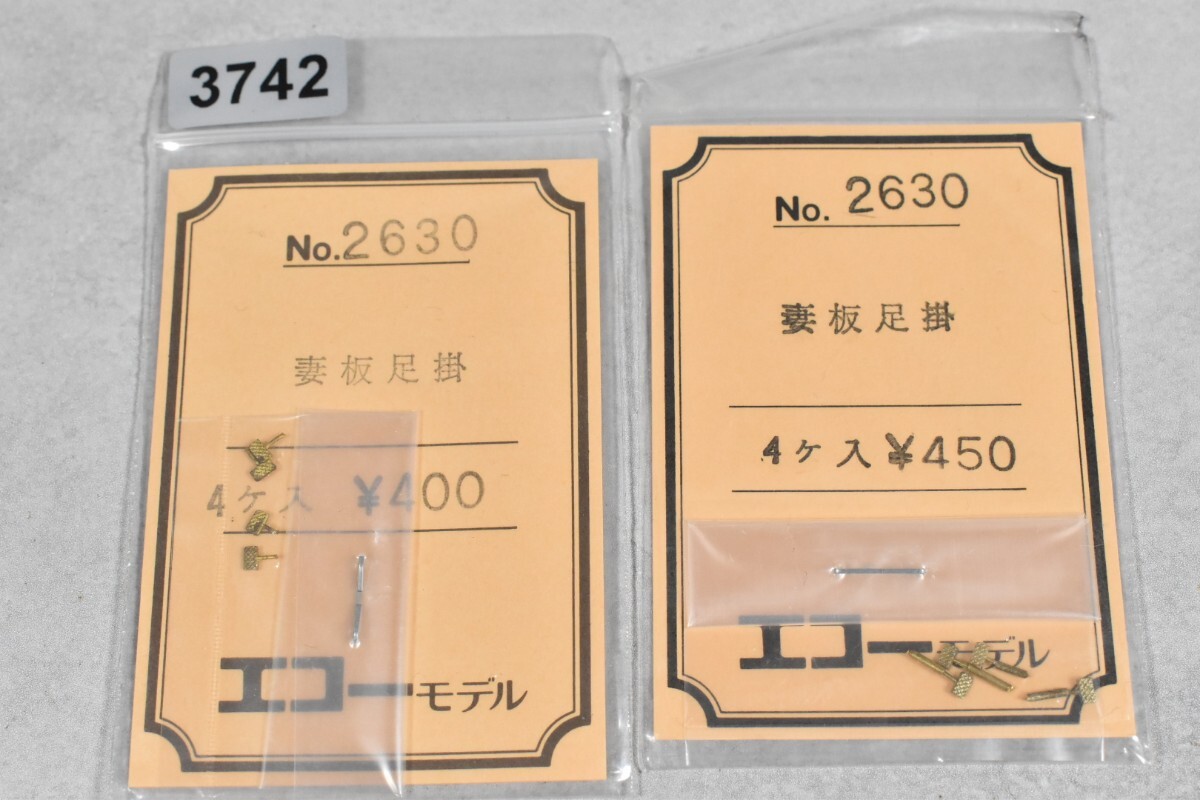 3742
No.2630
妻板足掛
4ケ入 ¥400
エコーモデル
No. 2630
妻板足掛
4ケ入 ¥450
エコーモデル